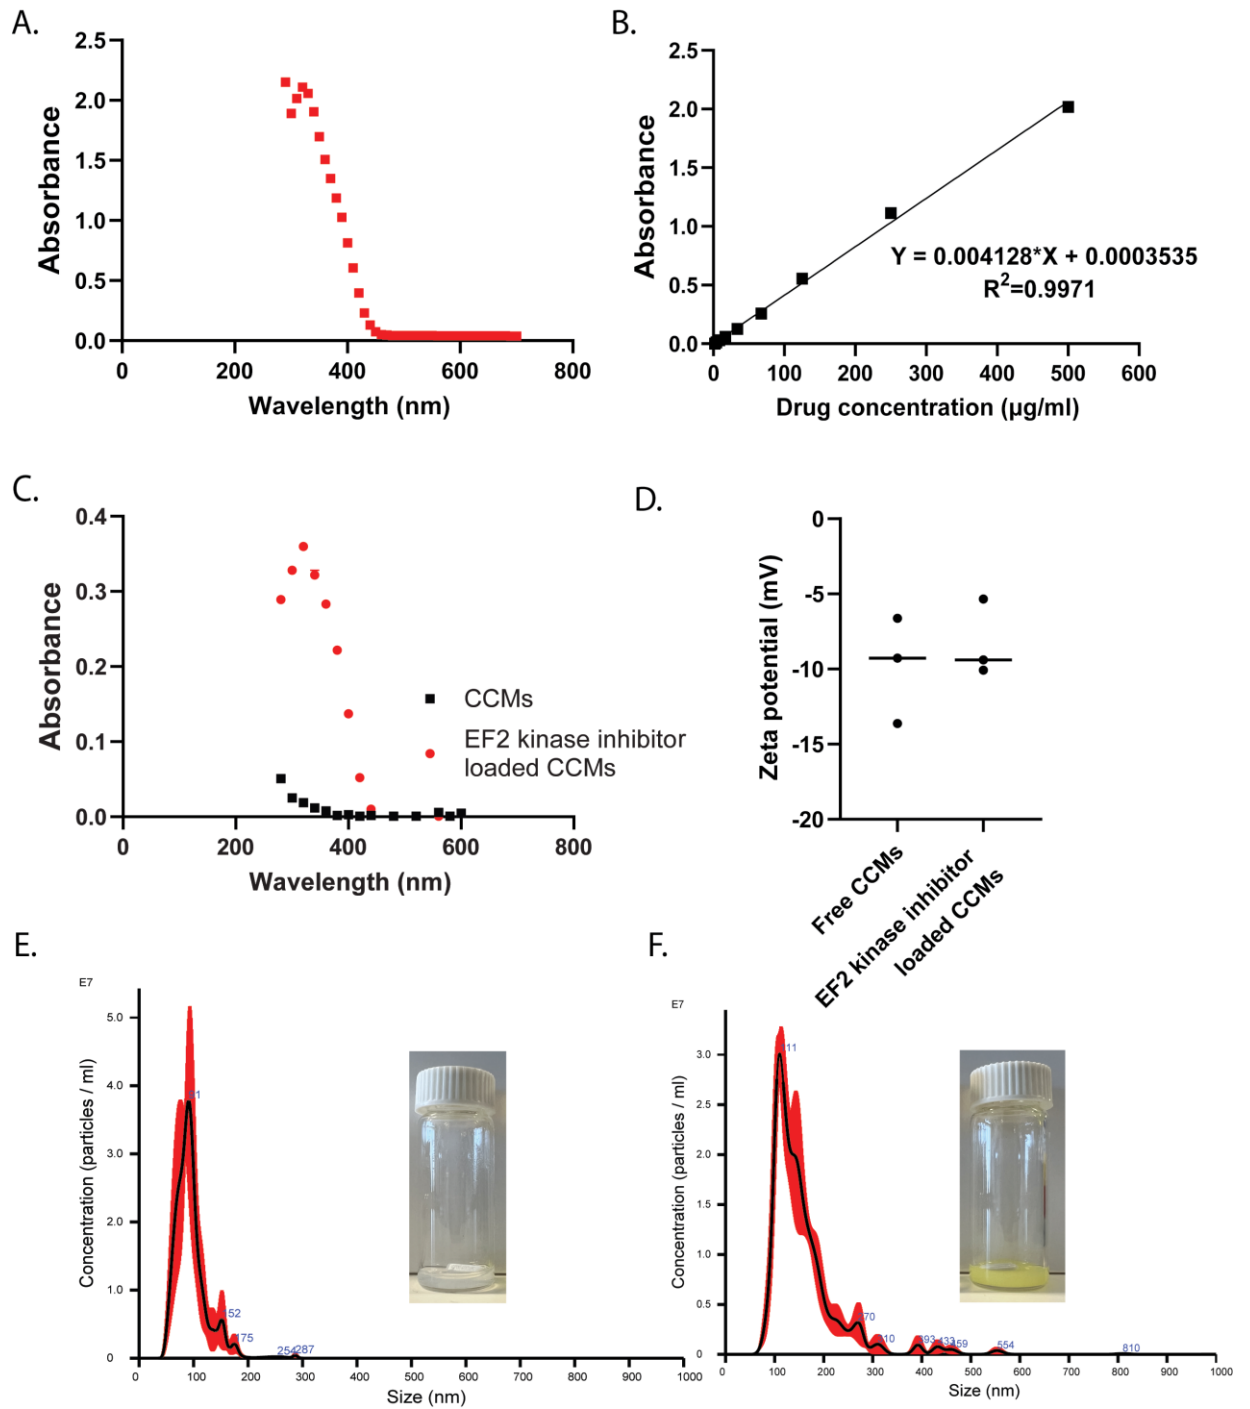 A.
2.5
2.0
1.5
1.0
0.5
0.0
Absorbance
0 200 400 600 800
Wavelength (nm)
B.
2.5
2.0
1.5
1.0
0.5
0.0
Absorbance
Y = 0.004128*X + 0.0003535
R²=0.9971
0 100 200 300 400 500 600
Drug concentration (µg/ml)
C.
0.4
0.3
0.2
0.1
0.0
Absorbance
CCMs
EF2 kinase inhibitor
loaded CCMs
0 200 400 600 800
Wavelength (nm)
D.
0
-5
-10
-15
-20
Zeta potential (mV)
Free CCMs
EF2 kinase inhibitor
loaded CCMs
E.
E7
5.0
4.0
3.0
2.0
1.0
0
Concentration (particles / ml)
52
175
254
287
0 100 200 300 400 500 600 700 800 900 1000
Size (nm)
F.
E7
3.0
2.5
2.0
1.5
1.0
0.5
0
Concentration (particles / ml)
11
70
10
393
433
459
554
810
0 100 200 300 400 500 600 700 800 900 1000
Size (nm)